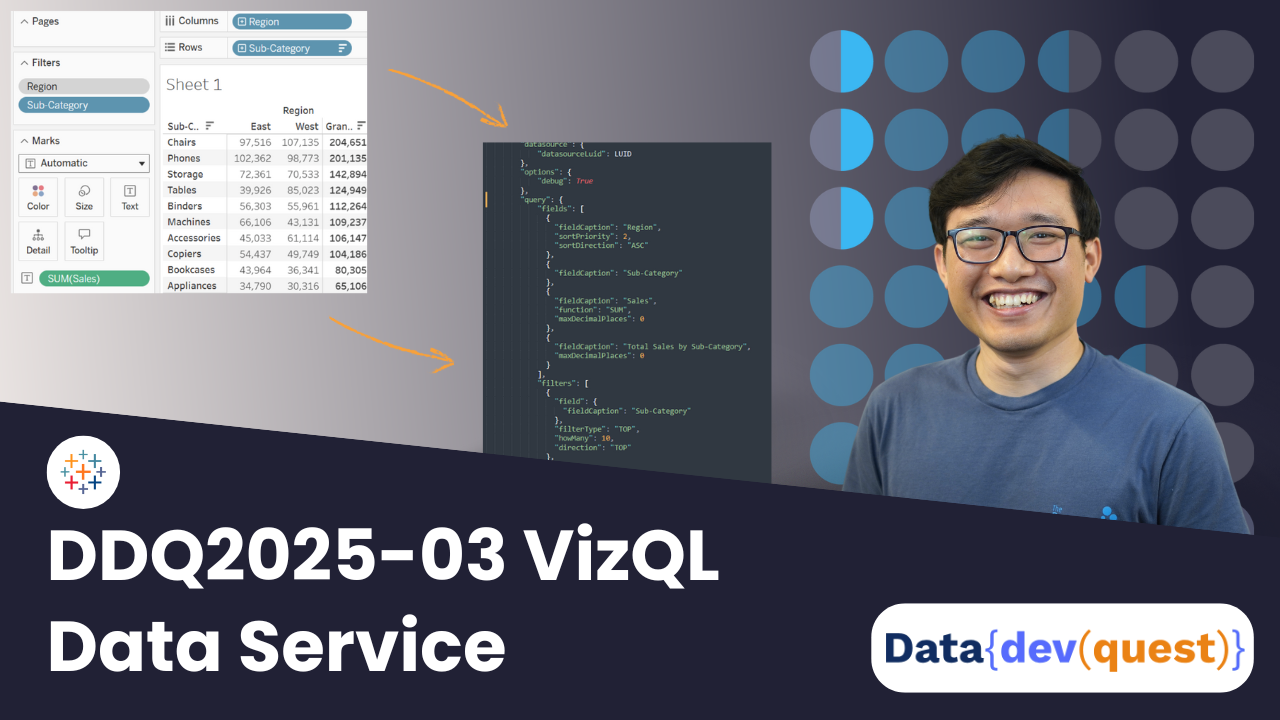 Pages
Filters
Region
Sub-Category
Marks
Automatic
Color Size Text
Detail Tooltip
SUM(Sales)
Columns Region
Rows Sub-Category
Sheet 1
Region
Sub-C.. East West Gran..
Chairs 97,516 107,135 204,651
Phones 102,362 98,773 201,135
Storage 72,361 70,533 142,894
Tables 39,926 85,023 124,949
Binders 56,303 55,961 112,264
Machines 66,106 43,131 109,237
Accessories 45,033 61,114 106,147
Copiers 54,437 49,749 104,186
Bookcases 43,964 36,341 80,305
Appliances 34,790 30,316 65,106
"datasource": {
"datasourceLuid": LUID
},
"options": {
"debug": True
},
"query": {
"fields": [
{
"fieldCaption": "Region",
"sortPriority": 2,
"sortDirection": "ASC"
},
{
"fieldCaption": "Sub-Category"
},
{
"fieldCaption": "Sales",
"function": "SUM",
"maxDecimalPlaces": 0
},
{
"fieldCaption": "Total Sales by Sub-Category",
"maxDecimalPlaces": 0
}
],
"filters": [
{
"field": {
"fieldCaption": "Sub-Category"
},
"filterType": "TOP",
"howMany": 10,
"direction": "TOP"
},
the
DDQ2025-03 VizQL
Data Service
Data{dev(quest)}